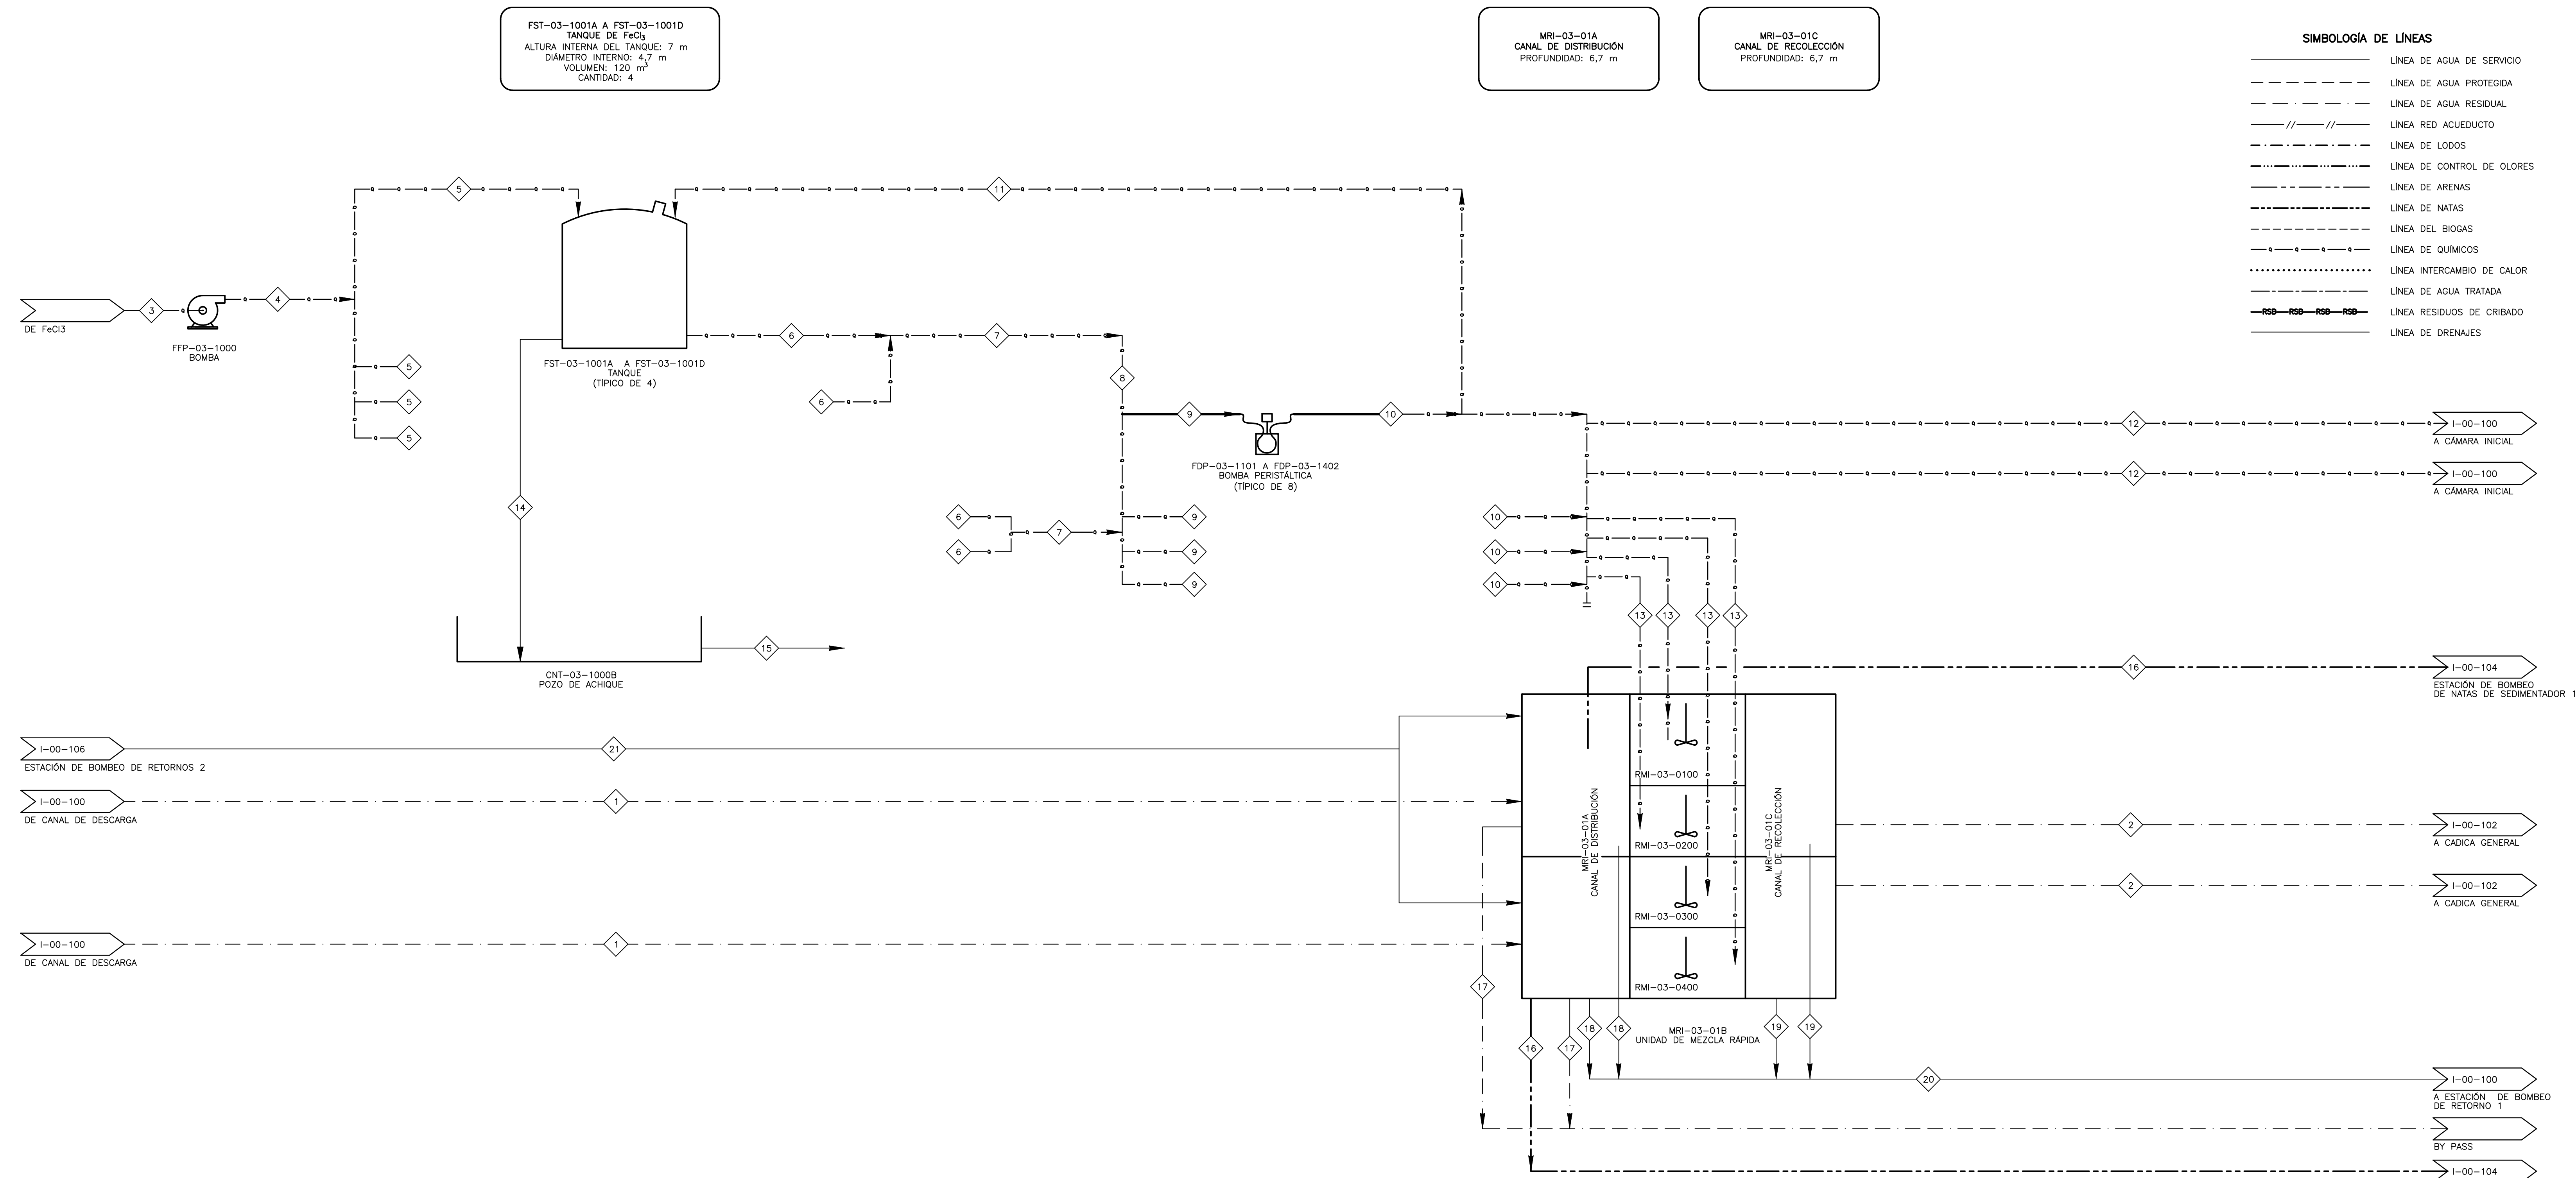 FST-03-1001A A FST-03-1001D
TANQUE DE FeCl3
ALTURA INTERNA DEL TANQUE: 7 m
DIÁMETRO INTERNO: 4,7 m
VOLUMEN: 120 m3
CANTIDAD: 4
MRI-03-01A
CANAL DE DISTRIBUCIÓN
PROFUNDIDAD: 6,7 m
MRI-03-01C
CANAL DE RECOLECCIÓN
PROFUNDIDAD: 6,7 m
SIMBOLOGÍA DE LÍNEAS
LÍNEA DE AGUA DE SERVICIO
LÍNEA DE AGUA PROTEGIDA
LÍNEA DE AGUA RESIDUAL
LÍNEA RED ACUEDUCTO
LÍNEA DE LODOS
LÍNEA DE CONTROL DE OLORES
LÍNEA DE ARENAS
LÍNEA DE NATAS
LÍNEA DEL BIOGAS
LÍNEA DE QUÍMICOS
LÍNEA INTERCAMBIO DE CALOR
LÍNEA DE AGUA TRATADA
RSB RSB RSB RSB LÍNEA RESIDUOS DE CRIBADO
LÍNEA DE DRENAJES
5
11
3
4
DE FeCl3
FFP-03-1000
BOMBA
5
5
5
FST-03-1001A A FST-03-1001D
TANQUE
(TÍPICO DE 4)
6
7
6
8
9
10
FDP-03-1101 A FDP-03-1402
BOMBA PERISTÁLTICA
(TÍPICO DE 8)
12
I-00-100
A CÁMARA INICIAL
12
I-00-100
A CÁMARA INICIAL
14
6
6
7
9
9
9
10
10
10
13
13
13
13
15
CNT-03-1000B
POZO DE ACHIQUE
16
I-00-104
ESTACIÓN DE BOMBEO
DE NATAS DE SEDIMENTADOR 1
I-00-106
21
ESTACIÓN DE BOMBEO DE RETORNOS 2
I-00-100
1
DE CANAL DE DESCARGA
I-00-100
1
DE CANAL DE DESCARGA
MRI-03-01A
CANAL DE DISTRIBUCIÓN
RMI-03-0100
RMI-03-0200
RMI-03-0300
RMI-03-0400
MRI-03-01C
CANAL DE RECOLECCIÓN
2
I-00-102
A CADICA GENERAL
2
I-00-102
A CADICA GENERAL
17
16
17
18
18
MRI-03-01B
UNIDAD DE MEZCLA RÁPIDA
19
19
20
I-00-100
A ESTACIÓN DE BOMBEO
DE RETORNO 1
BY PASS
I-00-104